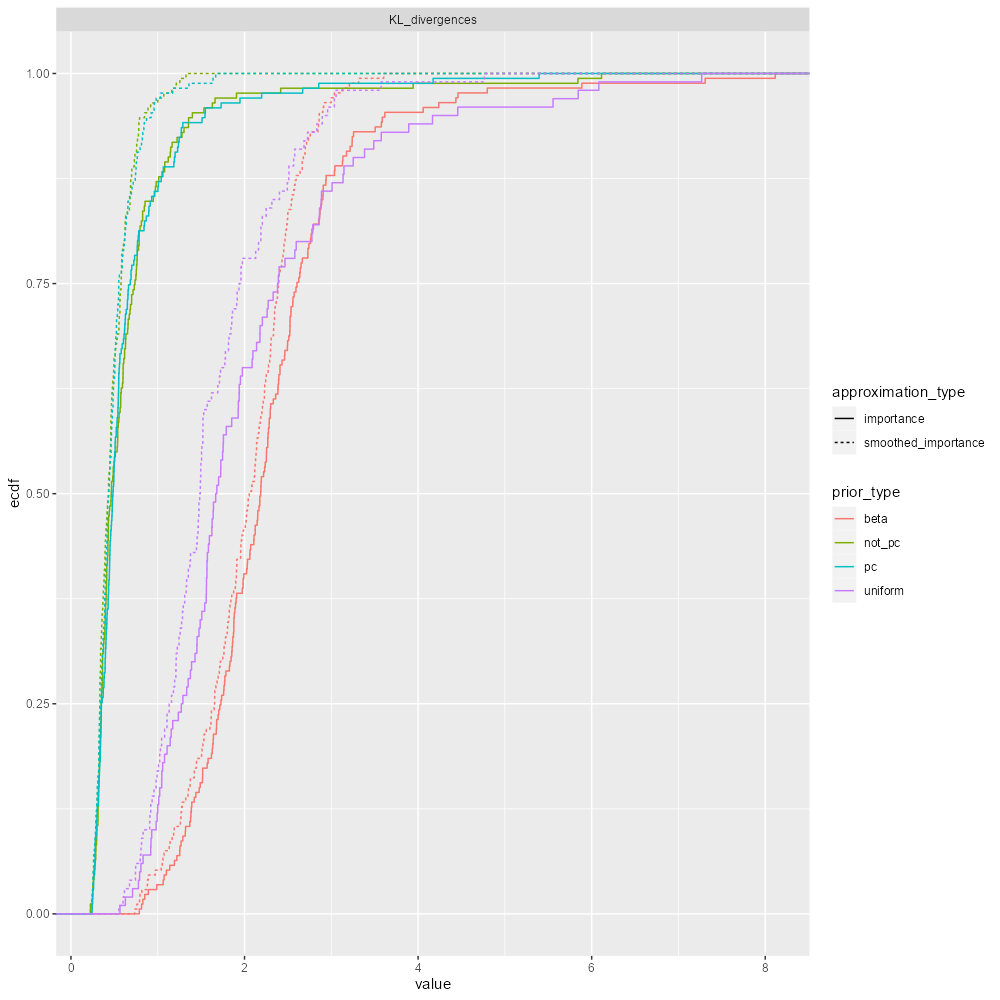 KL_divergences
1.00
0.75
0.50
0.25
0.00
ecdf
0 2 4 6 8
value
approximation_type
importance
smoothed_importance
prior_type
beta
not_pc
pc
uniform